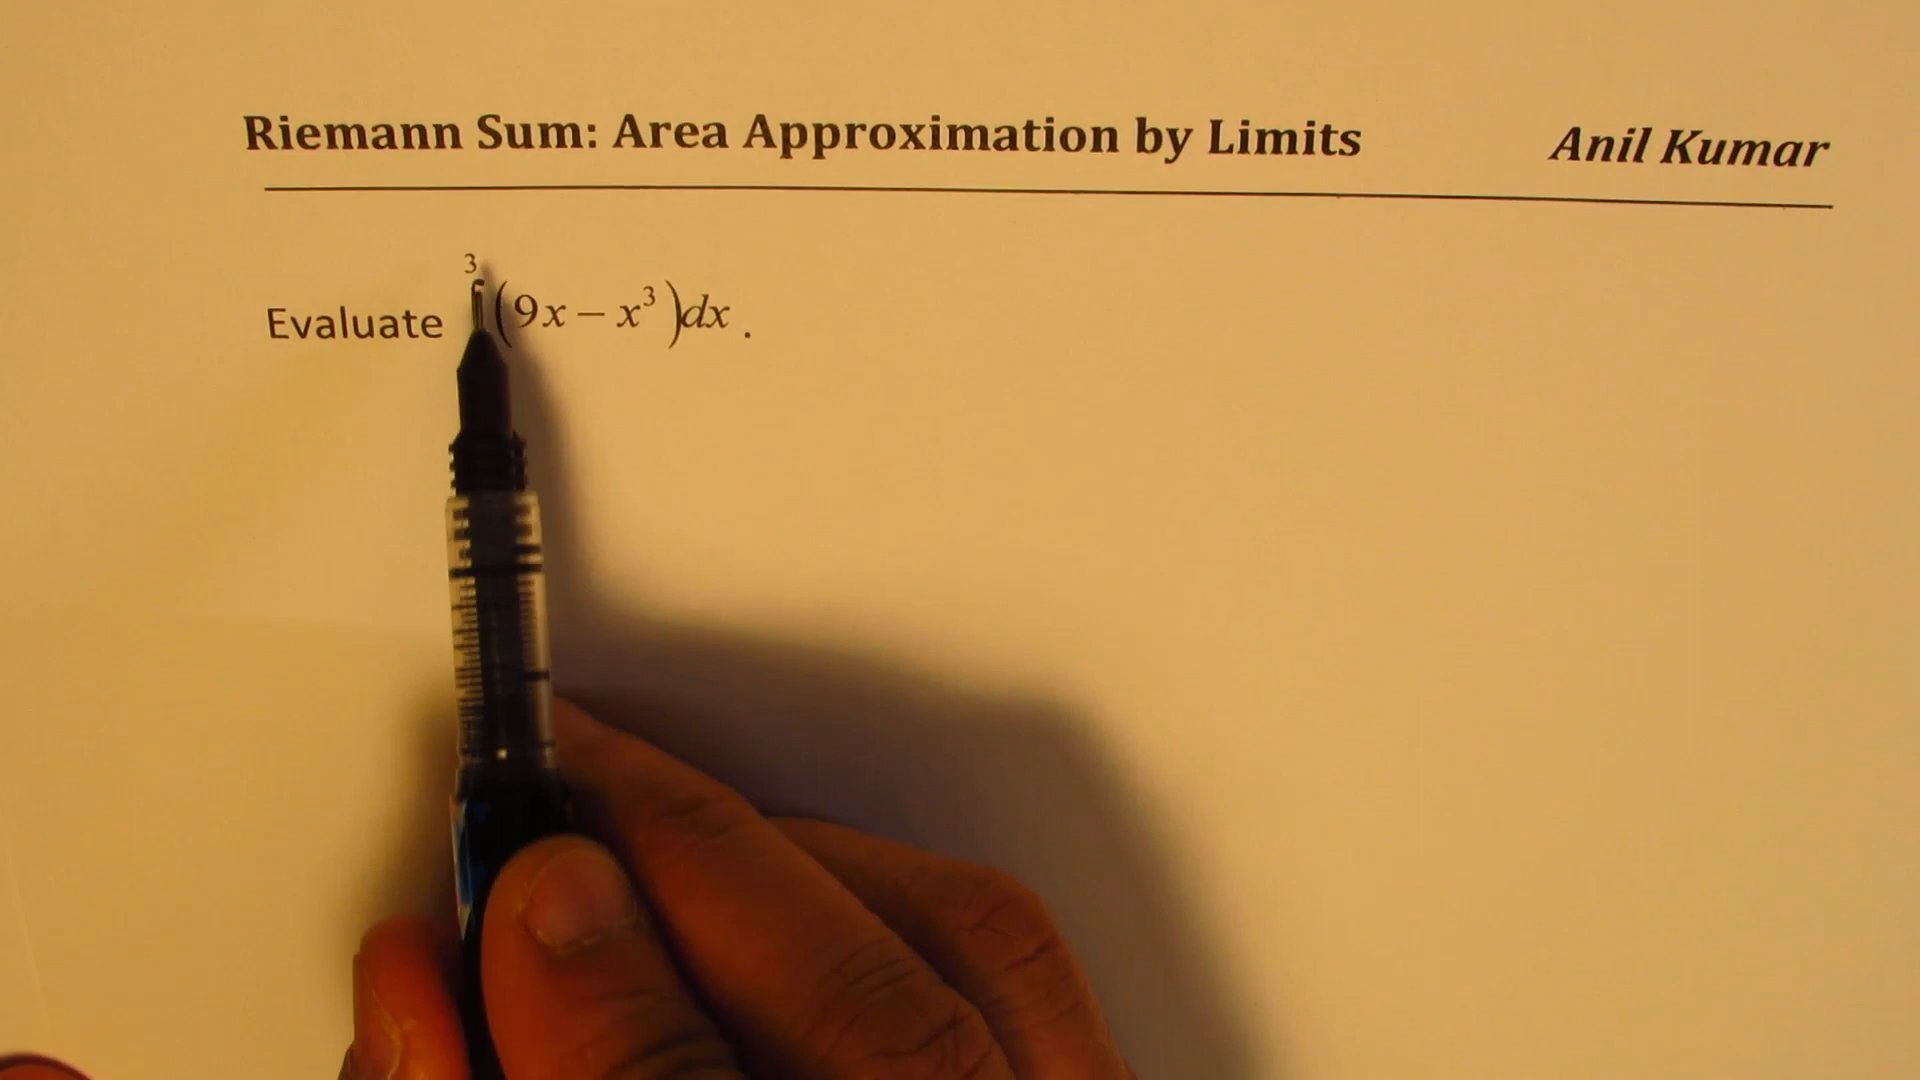 Riemann Sum: Area Approximation by Limits Anil Kumar
3
Evaluate ∫(9x − x³)dx .